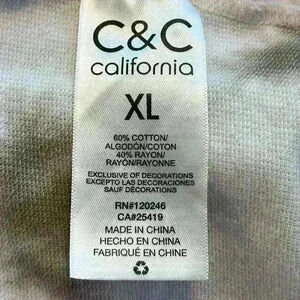 C&C
california
XL
60% COTTON/
ALGODÓN/COTON
40% RAYON/
RAYÓN/RAYONNE
EXCLUSIVE OF DECORATIONS
EXCEPTO LAS DECORACIONES
SAUF DÉCORATIONS
RN#120246
CA#25419
MADE IN CHINA
HECHO EN CHINA
FABRIQUÉ EN CHINE